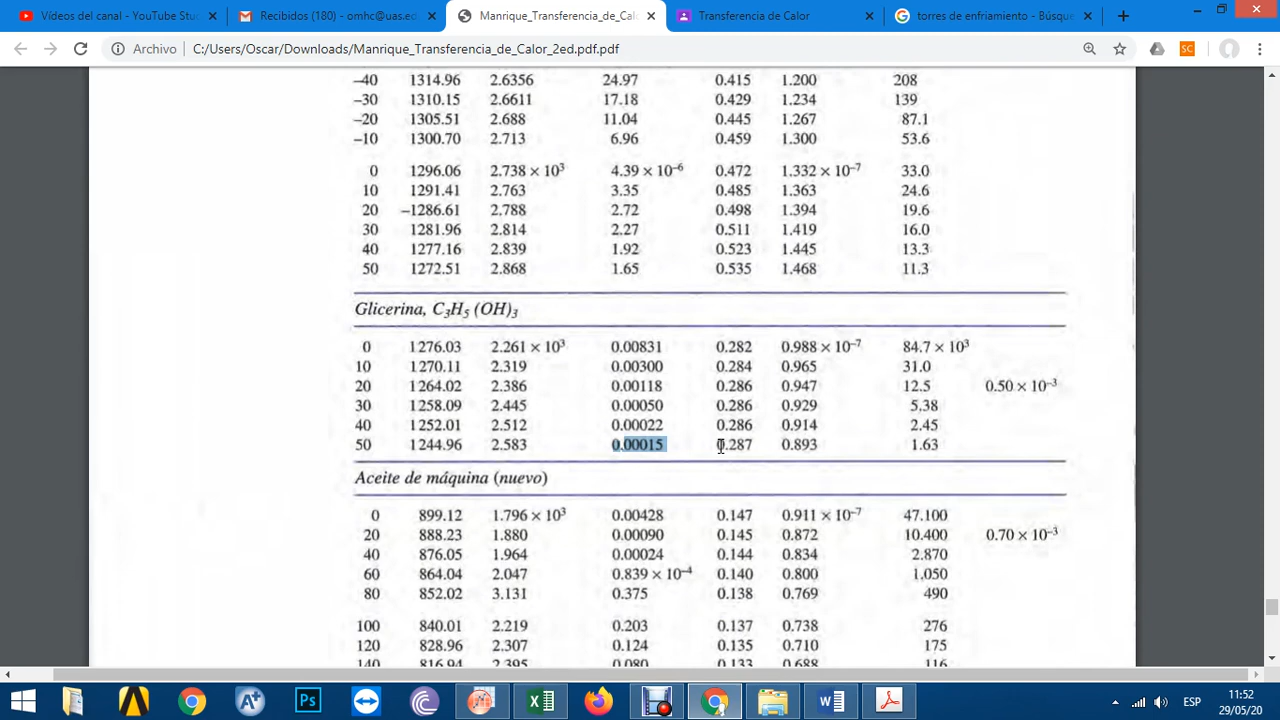 Vídeos del canal - YouTube Stu
Recibidos (180) - omhc@uas.ed
Manrique_Transferencia_de_Calo
Transferencia de Calor
torres de enfriamiento - Búsque
Archivo | C:/Users/Oscar/Downloads/Manrique_Transferencia_de_Calor_2ed.pdf.pdf
–40 1314.96 2.6356 24.97 0.415 1.200 208
–30 1310.15 2.6611 17.18 0.429 1.234 139
–20 1305.51 2.688 11.04 0.445 1.267 87.1
–10 1300.70 2.713 6.96 0.459 1.300 53.6
0 1296.06 2.738 × 10³ 4.39 × 10⁻⁶ 0.472 1.332 × 10⁻⁷ 33.0
10 1291.41 2.763 3.35 0.485 1.363 24.6
20 –1286.61 2.788 2.72 0.498 1.394 19.6
30 1281.96 2.814 2.27 0.511 1.419 16.0
40 1277.16 2.839 1.92 0.523 1.445 13.3
50 1272.51 2.868 1.65 0.535 1.468 11.3
Glicerina, C₃H₅ (OH)₃
0 1276.03 2.261 × 10³ 0.00831 0.282 0.988 × 10⁻⁷ 84.7 × 10³
10 1270.11 2.319 0.00300 0.284 0.965 31.0
20 1264.02 2.386 0.00118 0.286 0.947 12.5 0.50 × 10⁻³
30 1258.09 2.445 0.00050 0.286 0.929 5.38
40 1252.01 2.512 0.00022 0.286 0.914 2.45
50 1244.96 2.583 0.00015 0.287 0.893 1.63
Aceite de máquina (nuevo)
0 899.12 1.796 × 10³ 0.00428 0.147 0.911 × 10⁻⁷ 47.100
20 888.23 1.880 0.00090 0.145 0.872 10.400 0.70 × 10⁻³
40 876.05 1.964 0.00024 0.144 0.834 2.870
60 864.04 2.047 0.839 × 10⁻⁴ 0.140 0.800 1.050
80 852.02 3.131 0.375 0.138 0.769 490
100 840.01 2.219 0.203 0.137 0.738 276
120 828.96 2.307 0.124 0.135 0.710 175
140 816.94 2.395 0.080 0.133 0.688 116
ESP
11:52
29/05/20